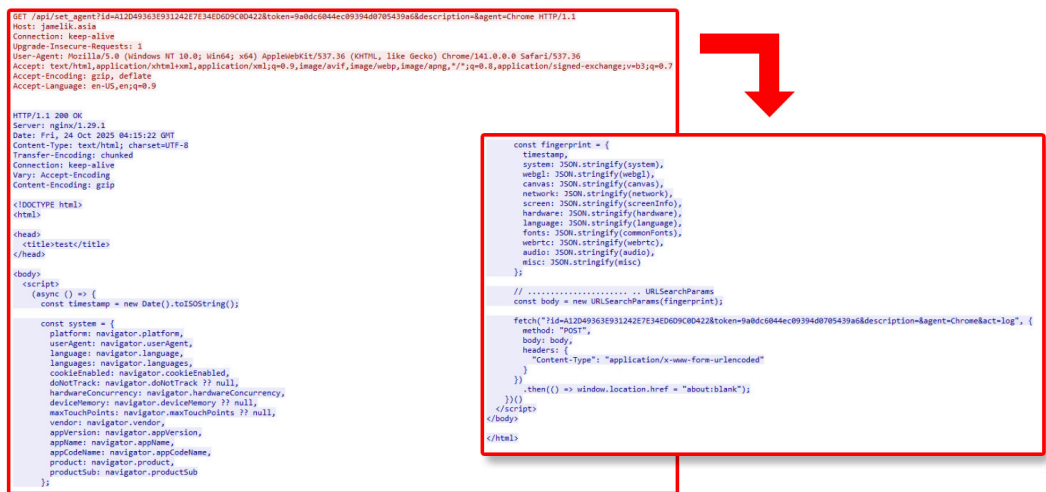 GET /api/set_agent?id=A12D49363E931242E7E34ED6D9C0D422&token=9a0dc6044ec09394d0705439a6&description=&agent=Chrome HTTP/1.1
Host: jamelik.asia
Connection: keep-alive
Upgrade-Insecure-Requests: 1
User-Agent: Mozilla/5.0 (Windows NT 10.0; Win64; x64) AppleWebKit/537.36 (KHTML, like Gecko) Chrome/141.0.0.0 Safari/537.36
Accept: text/html,application/xhtml+xml,application/xml;q=0.9,image/avif,image/webp,image/apng,*/*;q=0.8,application/signed-exchange;v=b3;q=0.7
Accept-Encoding: gzip, deflate
Accept-Language: en-US,en;q=0.9
HTTP/1.1 200 OK
Server: nginx/1.29.1
Date: Fri, 24 Oct 2025 04:15:22 GMT
Content-Type: text/html; charset=UTF-8
Transfer-Encoding: chunked
Connection: keep-alive
Vary: Accept-Encoding
Content-Encoding: gzip
<!DOCTYPE html>
<html>
<head>
<title>test</title>
</head>
<body>
<script>
(async () => {
const timestamp = new Date().toISOString();
const system = {
platform: navigator.platform,
userAgent: navigator.userAgent,
language: navigator.language,
languages: navigator.languages,
cookieEnabled: navigator.cookieEnabled,
doNotTrack: navigator.doNotTrack ?? null,
hardwareConcurrency: navigator.hardwareConcurrency,
deviceMemory: navigator.deviceMemory ?? null,
maxTouchPoints: navigator.maxTouchPoints ?? null,
vendor: navigator.vendor,
appVersion: navigator.appVersion,
appName: navigator.appName,
appCodeName: navigator.appCodeName,
product: navigator.product,
productSub: navigator.productSub
};
const fingerprint = {
timestamp,
system: JSON.stringify(system),
webgl: JSON.stringify(webgl),
canvas: JSON.stringify(canvas),
network: JSON.stringify(network),
screen: JSON.stringify(screenInfo),
hardware: JSON.stringify(hardware),
language: JSON.stringify(language),
fonts: JSON.stringify(commonFonts),
webrtc: JSON.stringify(webrtc),
audio: JSON.stringify(audio),
misc: JSON.stringify(misc)
};
// ...................... .. URLSearchParams
const body = new URLSearchParams(fingerprint);
fetch("?id=A12D49363E931242E7E34ED6D9C0D422&token=9a0dc6044ec09394d0705439a6&description=&agent=Chrome&act=log", {
method: "POST",
body: body,
headers: {
"Content-Type": "application/x-www-form-urlencoded"
}
})
.then(() => window.location.href = "about:blank");
})()
</script>
</body>
</html>